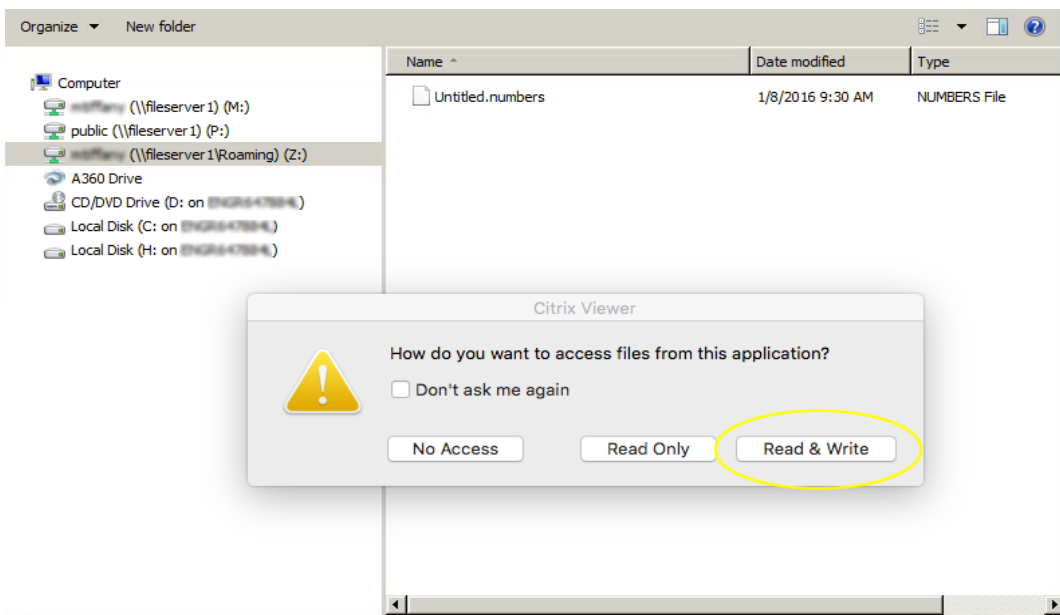 Organize New folder
Name Date modified Type
Computer
(\\fileserver1) (M:)
public (\\fileserver1) (P:)
(\\fileserver1\Roaming) (Z:)
A360 Drive
CD/DVD Drive (D: on )
Local Disk (C: on )
Local Disk (H: on )
Untitled.numbers 1/8/2016 9:30 AM NUMBERS File
Citrix Viewer
How do you want to access files from this application?
Don't ask me again
No Access Read Only Read & Write